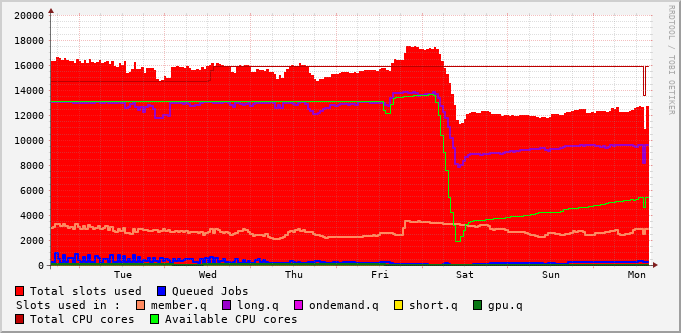 20000
18000
16000
14000
12000
10000
8000
6000
4000
2000
0
Tue Wed Thu Fri Sat Sun Mon
RRDTOOL / TOBI OETIKER
Total slots used Queued Jobs
Slots used in : member.q long.q ondemand.q short.q gpu.q
Total CPU cores Available CPU cores